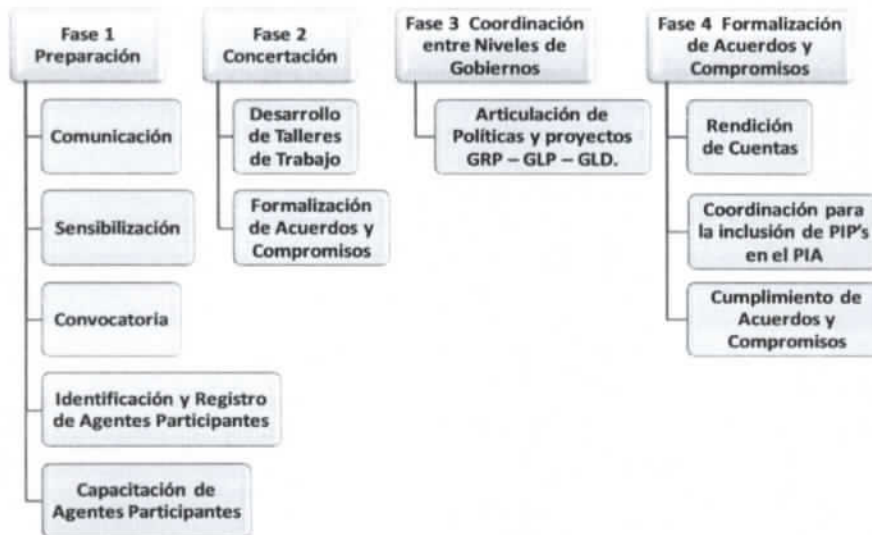 Fase 1
Preparación
Comunicación
Sensibilización
Convocatoria
Identificación y Registro
de Agentes Participantes
Capacitación de
Agentes Participantes
Fase 2
Concertación
Desarrollo
de Talleres
de Trabajo
Formalización
de Acuerdos y
Compromisos
Fase 3 Coordinación
entre Niveles de
Gobiernos
Articulación de
Políticas y proyectos
GRP – GLP – GLD.
Fase 4 Formalización
de Acuerdos y
Compromisos
Rendición
de Cuentas
Coordinación para
la inclusión de PIP's
en el PIA
Cumplimiento de
Acuerdos y
Compromisos